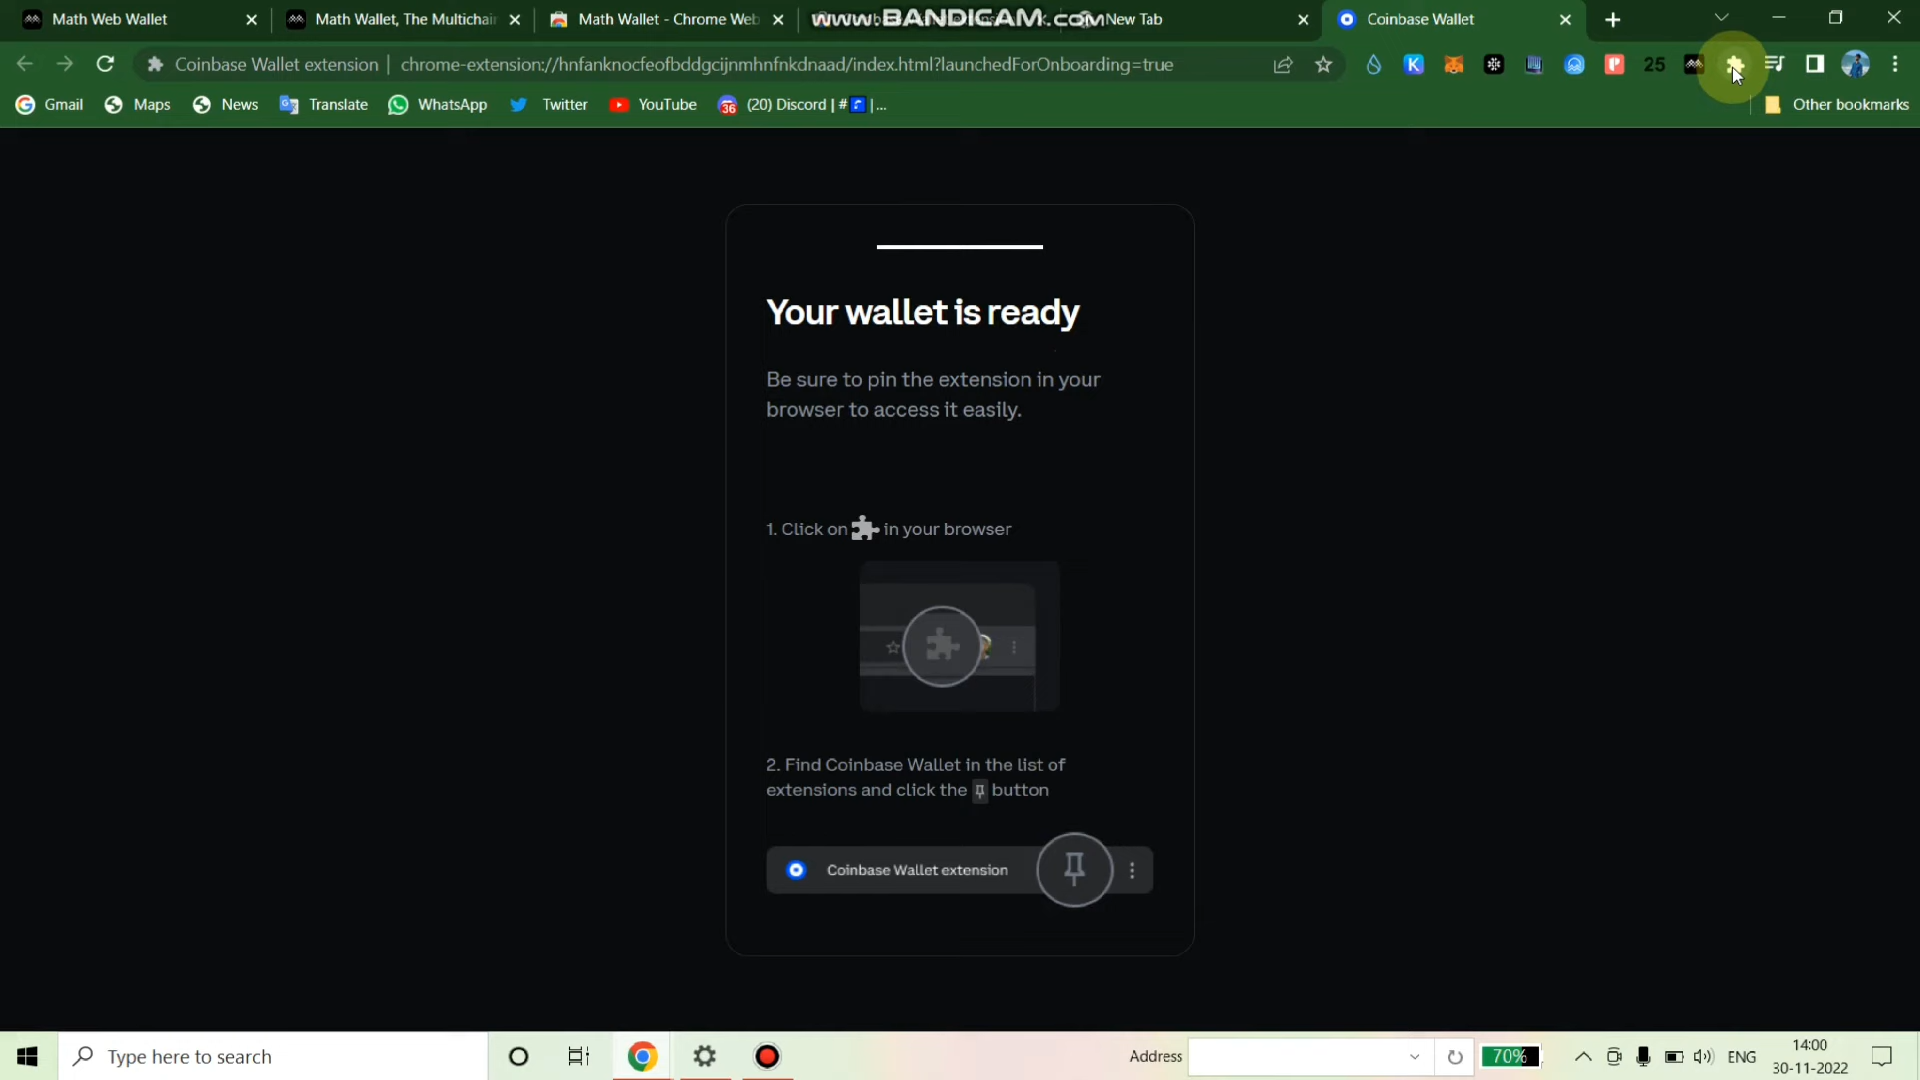 Math Web Wallet
Math Wallet, The Multichai
Math Wallet - Chrome Web
www.BANDICAM.com
New Tab
Coinbase Wallet
Coinbase Wallet extension | chrome-extension://hnfanknocfeofbddgcijnmhnfnkdnaad/index.html?launchedForOnboarding=true
K
25
Gmail
Maps
News
Translate
WhatsApp
Twitter
YouTube
36
(20) Discord | # | ...
Other bookmarks
Your wallet is ready
Be sure to pin the extension in your
browser to access it easily.
1. Click on in your browser
2. Find Coinbase Wallet in the list of
extensions and click the button
Coinbase Wallet extension
Type here to search
Address
70%
ENG
14:00
30-11-2022